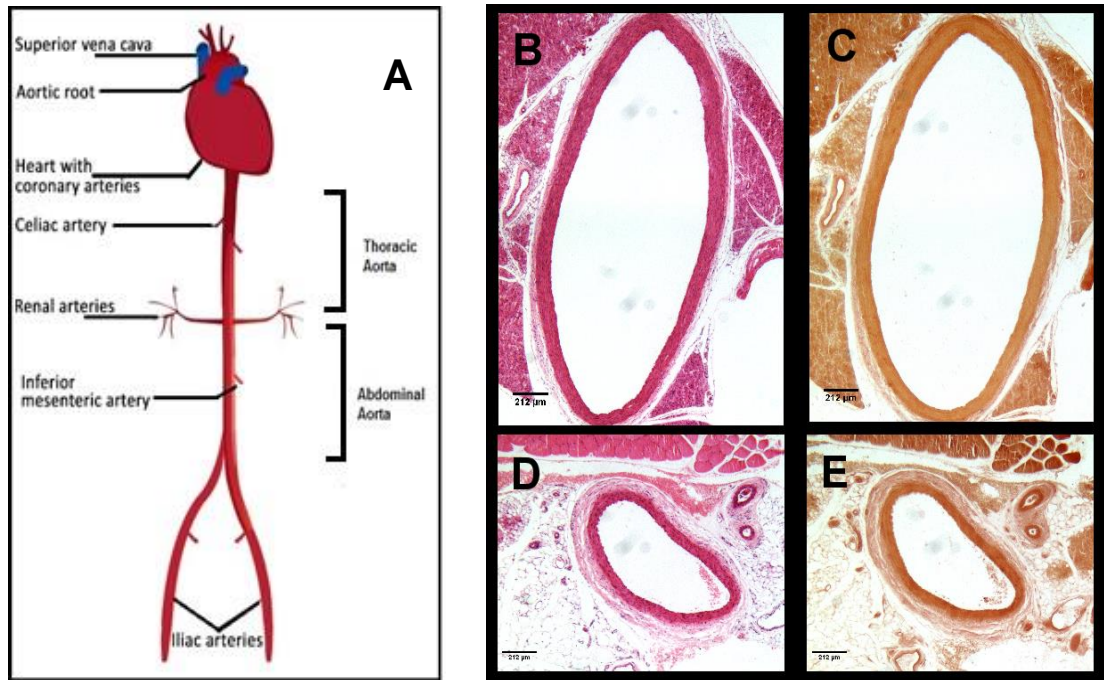 Superior vena cava
A
Aortic root
Heart with
coronary arteries
Celiac artery
Thoracic
Aorta
Renal arteries
Inferior
mesenteric artery
Abdominal
Aorta
Iliac arteries
B
212 µm
C
212 µm
D
212 µm
E
212 µm